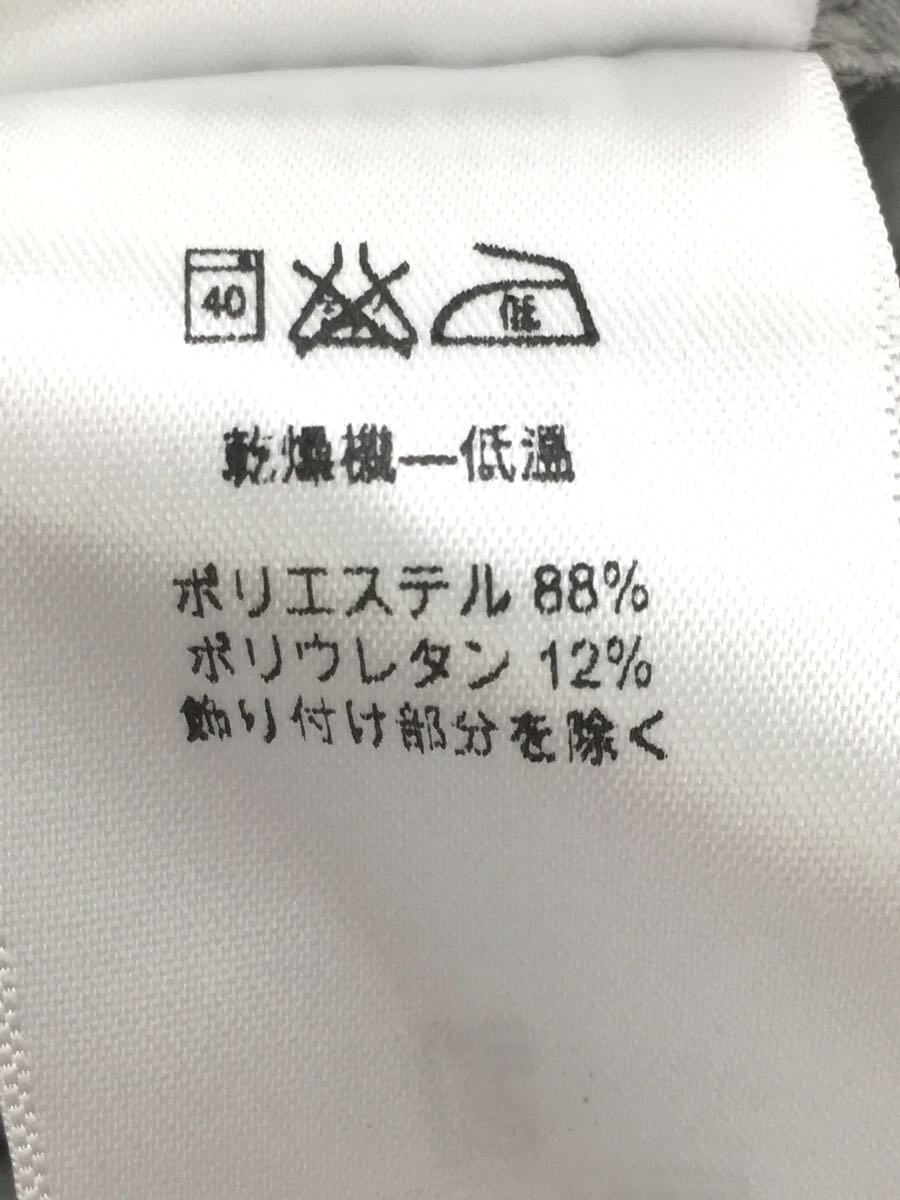 40 低
乾燥機—低温
ポリエステル 88%
ポリウレタン 12%
飾り付け部分を除く